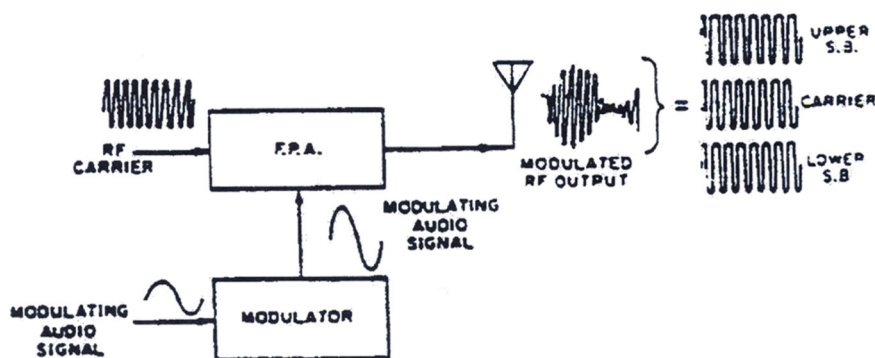 UPPER
S.B.
CARRIER
LOWER
S.B
=
RF
CARRIER
F.P.A.
MODULATED
RF OUTPUT
MODULATING
AUDIO
SIGNAL
MODULATING
AUDIO
SIGNAL
MODULATOR